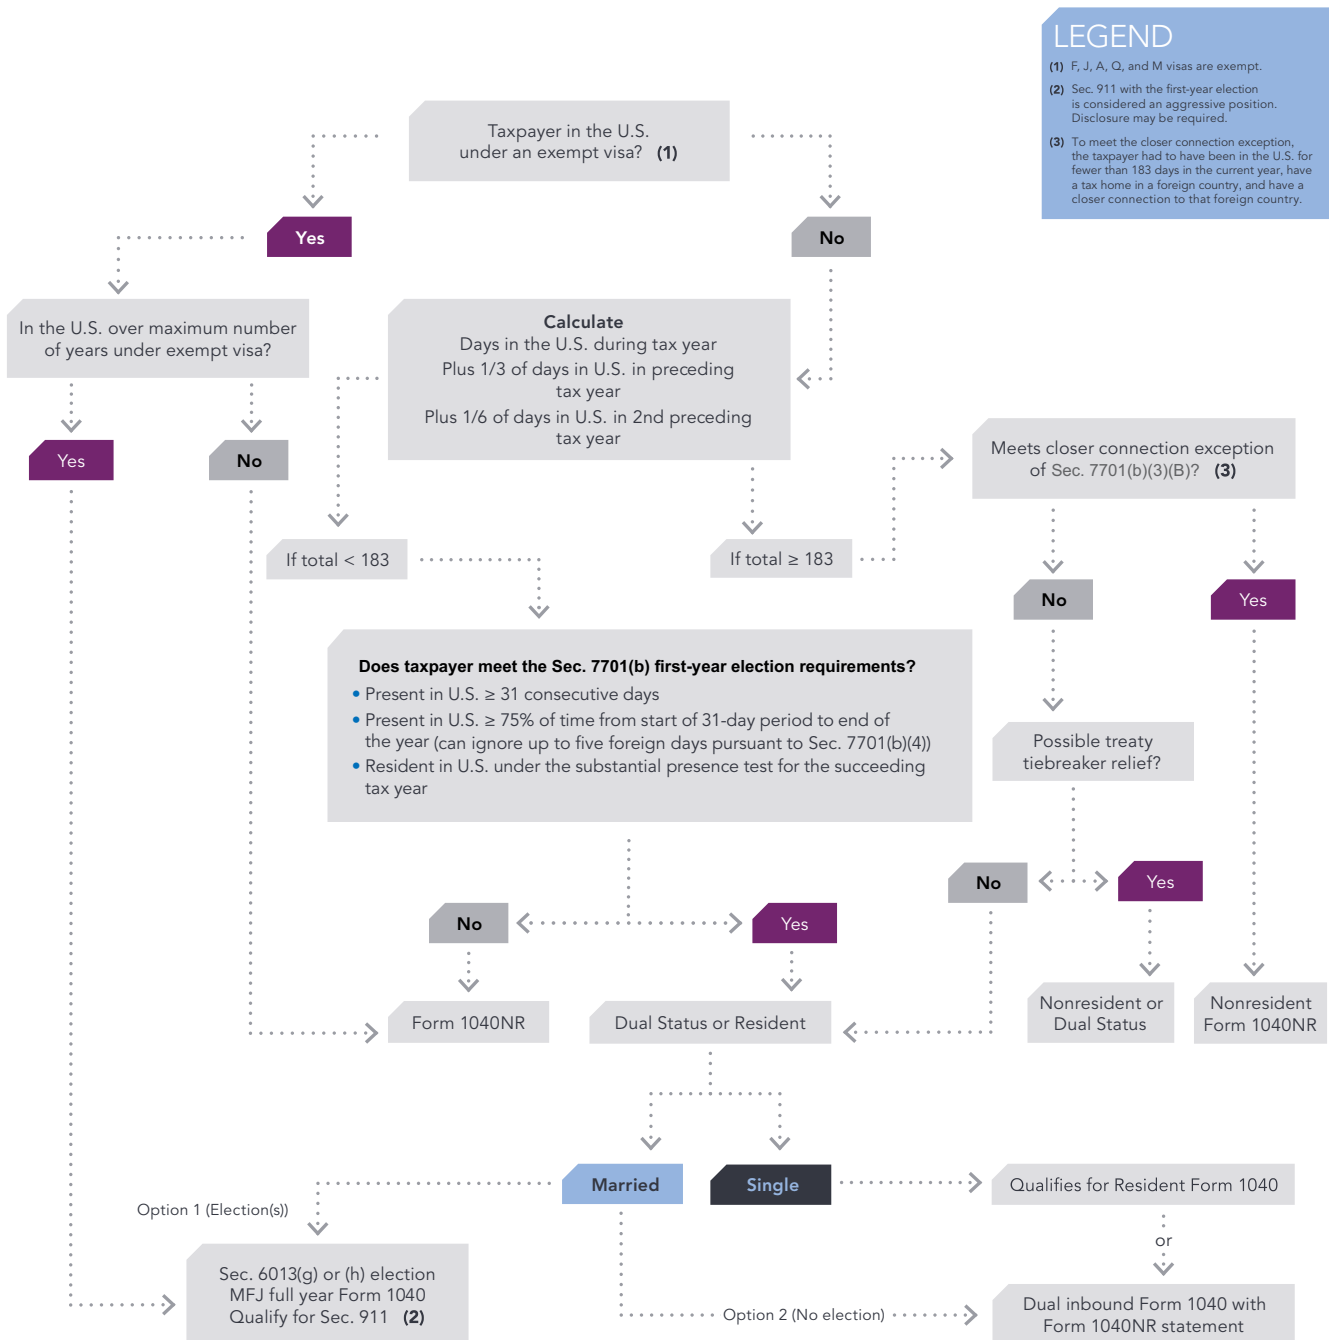 LEGEND
(1) F, J, A, Q, and M visas are exempt.
(2) Sec. 911 with the first-year election
is considered an aggressive position.
Disclosure may be required.
(3) To meet the closer connection exception,
the taxpayer had to have been in the U.S. for
fewer than 183 days in the current year, have
a tax home in a foreign country, and have a
closer connection to that foreign country.
Taxpayer in the U.S.
under an exempt visa? (1)
Yes
No
In the U.S. over maximum number
of years under exempt visa?
Calculate
Days in the U.S. during tax year
Plus 1/3 of days in U.S. in preceding
tax year
Plus 1/6 of days in U.S. in 2nd preceding
tax year
Yes
No
Meets closer connection exception
of Sec. 7701(b)(3)(B)? (3)
If total < 183
If total ≥ 183
No
Yes
Does taxpayer meet the Sec. 7701(b) first-year election requirements?
• Present in U.S. ≥ 31 consecutive days
• Present in U.S. ≥ 75% of time from start of 31-day period to end of
the year (can ignore up to five foreign days pursuant to Sec. 7701(b)(4))
• Resident in U.S. under the substantial presence test for the succeeding
tax year
Possible treaty
tiebreaker relief?
No
Yes
No
Yes
Form 1040NR
Dual Status or Resident
Nonresident or
Dual Status
Nonresident
Form 1040NR
Married
Single
Qualifies for Resident Form 1040
Option 1 (Election(s))
or
Sec. 6013(g) or (h) election
MFJ full year Form 1040
Qualify for Sec. 911 (2)
Option 2 (No election)
Dual inbound Form 1040 with
Form 1040NR statement